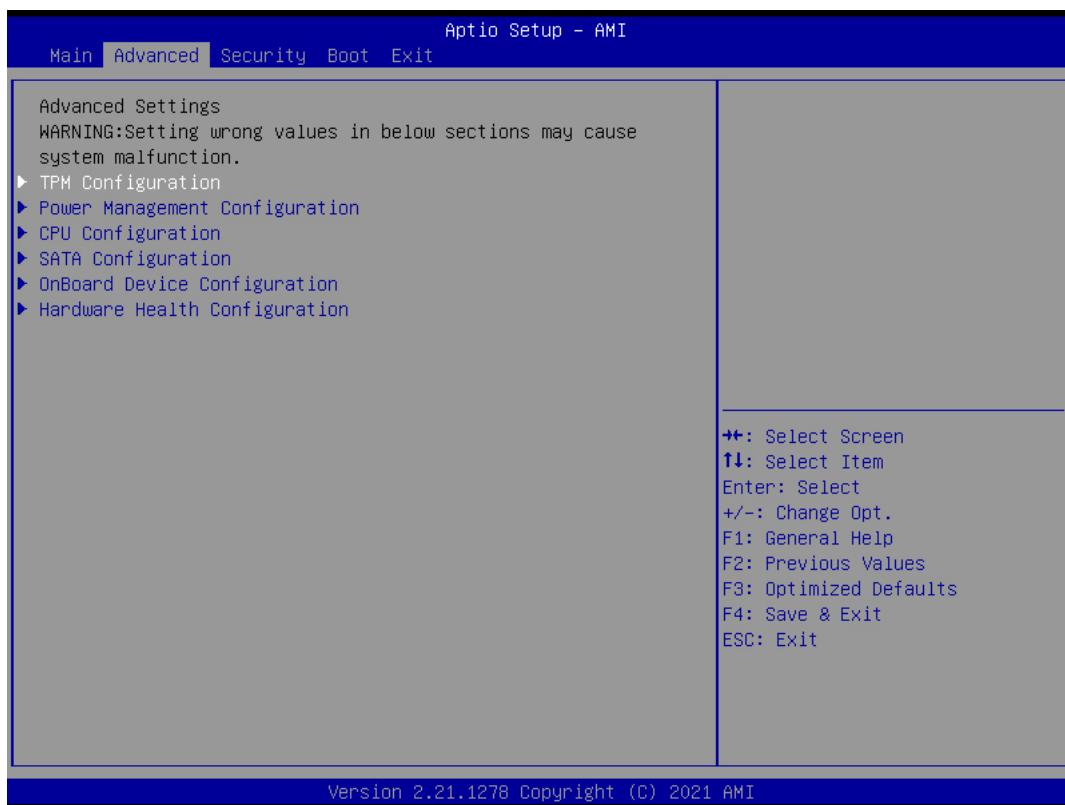 Aptio Setup – AMI
Main Advanced Security Boot Exit
Advanced Settings
WARNING:Setting wrong values in below sections may cause
system malfunction.
TPM Configuration
Power Management Configuration
CPU Configuration
SATA Configuration
OnBoard Device Configuration
Hardware Health Configuration
→←: Select Screen
↑↓: Select Item
Enter: Select
+/-: Change Opt.
F1: General Help
F2: Previous Values
F3: Optimized Defaults
F4: Save & Exit
ESC: Exit
Version 2.21.1278 Copyright (C) 2021 AMI